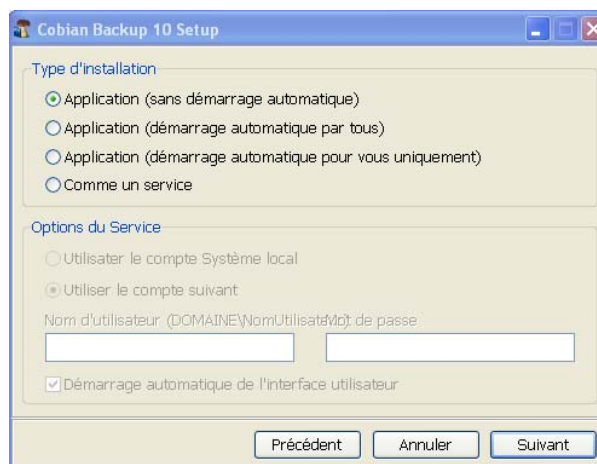 Cobian Backup 10 Setup
Type d'installation
Application (sans démarrage automatique)
Application (démarrage automatique par tous)
Application (démarrage automatique pour vous uniquement)
Comme un service
Options du Service
Utilisater le compte Système local
Utiliser le compte suivant
Nom d'utilisateur (DOMAINE\NomUtilisate de passe
Démarrage automatique de l'interface utilisateur
Précédent Annuler Suivant